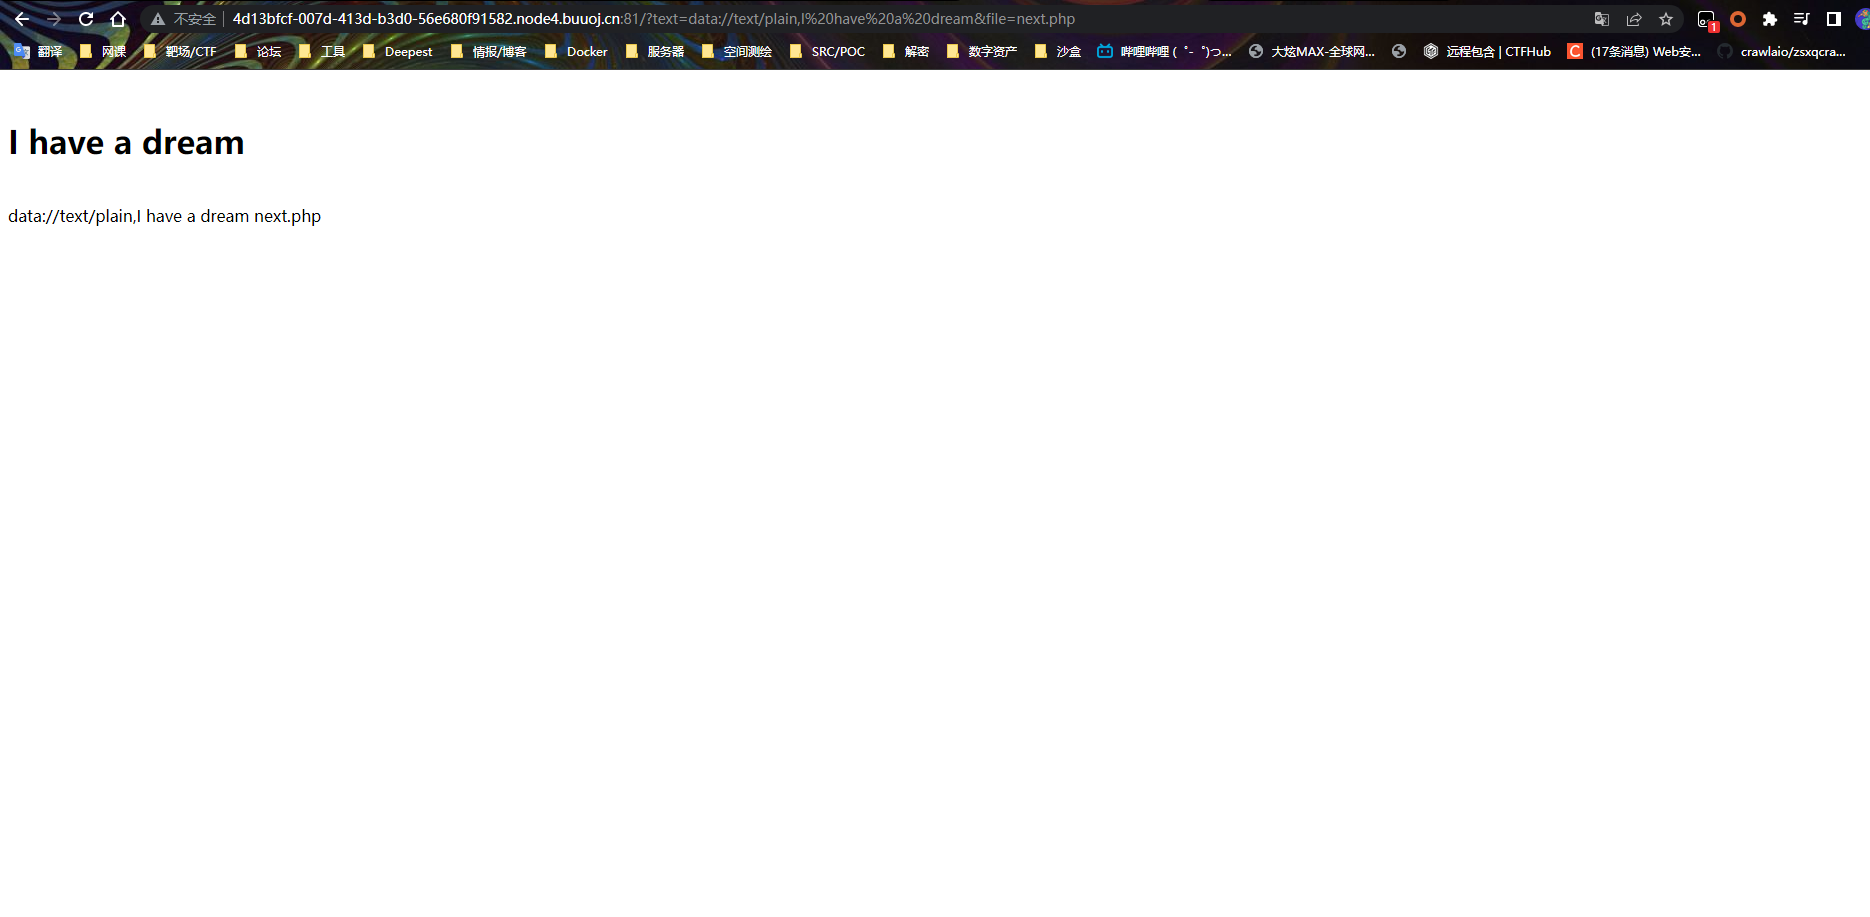 不安全 | 4d13bfcf-007d-413d-b3d0-56e680f91582.node4.buuoj.cn:81/?text=data://text/plain,I%20have%20a%20dream&file=next.php
1
翻译 网课 靶场/CTF 论坛 工具 Deepest 情报/博客 Docker 服务器 空间测绘 SRC/POC 解密 数字资产 沙盒 哔哩哔哩 ( ゜- ゜)つ... 大炫MAX-全球网... 远程包含 | CTFHub C (17条消息) Web安... crawlaio/zsxqcra...
I have a dream
data://text/plain,I have a dream next.php